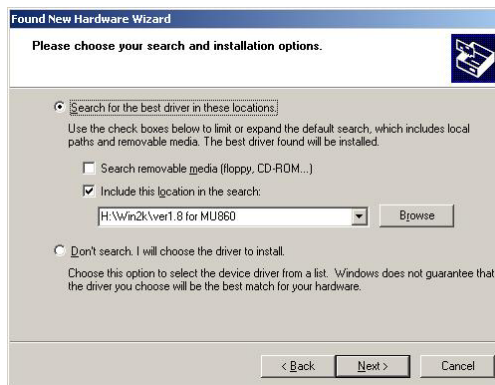 Found New Hardware Wizard
Please choose your search and installation options.
Search for the best driver in these locations.
Use the check boxes below to limit or expand the default search, which includes local
paths and removable media. The best driver found will be installed.
Search removable media (floppy, CD-ROM...)
Include this location in the search:
H:\Win2k\ver1.8 for MU860
Browse
Don't search. I will choose the driver to install.
Choose this option to select the device driver from a list. Windows does not guarantee that
the driver you choose will be the best match for your hardware.
< Back
Next >
Cancel